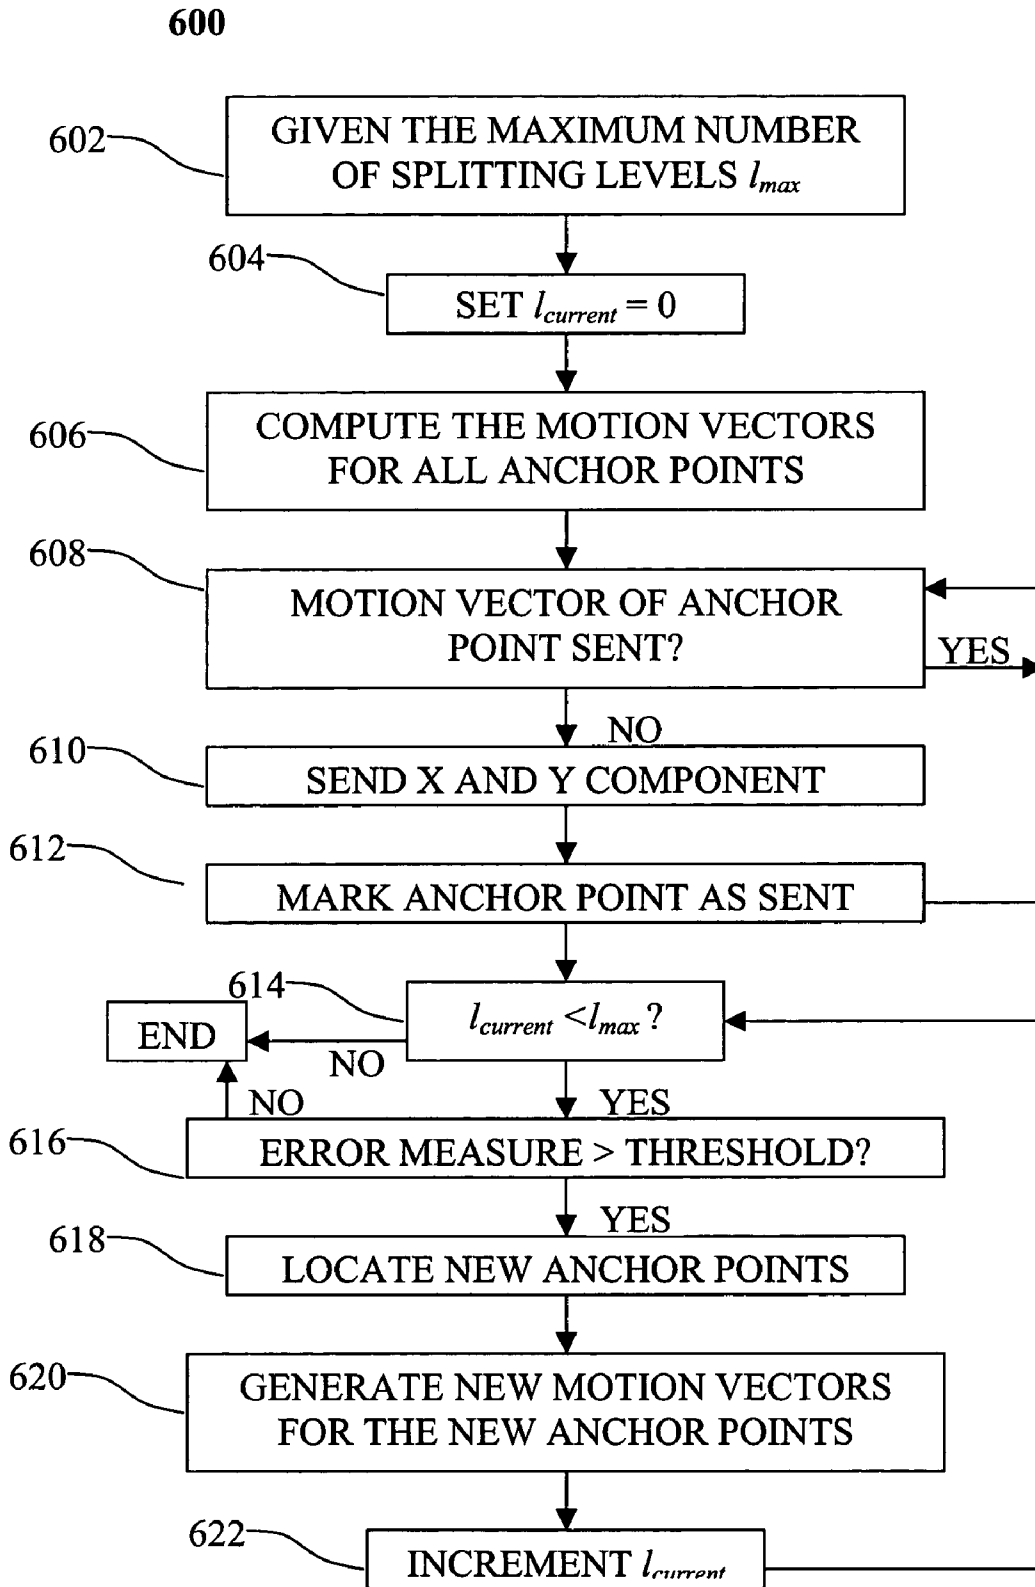 600
602
GIVEN THE MAXIMUM NUMBER
OF SPLITTING LEVELS lmax
604
SET lcurrent = 0
606
COMPUTE THE MOTION VECTORS
FOR ALL ANCHOR POINTS
608
MOTION VECTOR OF ANCHOR
POINT SENT?
YES
NO
610
SEND X AND Y COMPONENT
612
MARK ANCHOR POINT AS SENT
614
lcurrent <lmax ?
END
NO
NO
YES
616
ERROR MEASURE > THRESHOLD?
YES
618
LOCATE NEW ANCHOR POINTS
620
GENERATE NEW MOTION VECTORS
FOR THE NEW ANCHOR POINTS
622
INCREMENT lcurrent